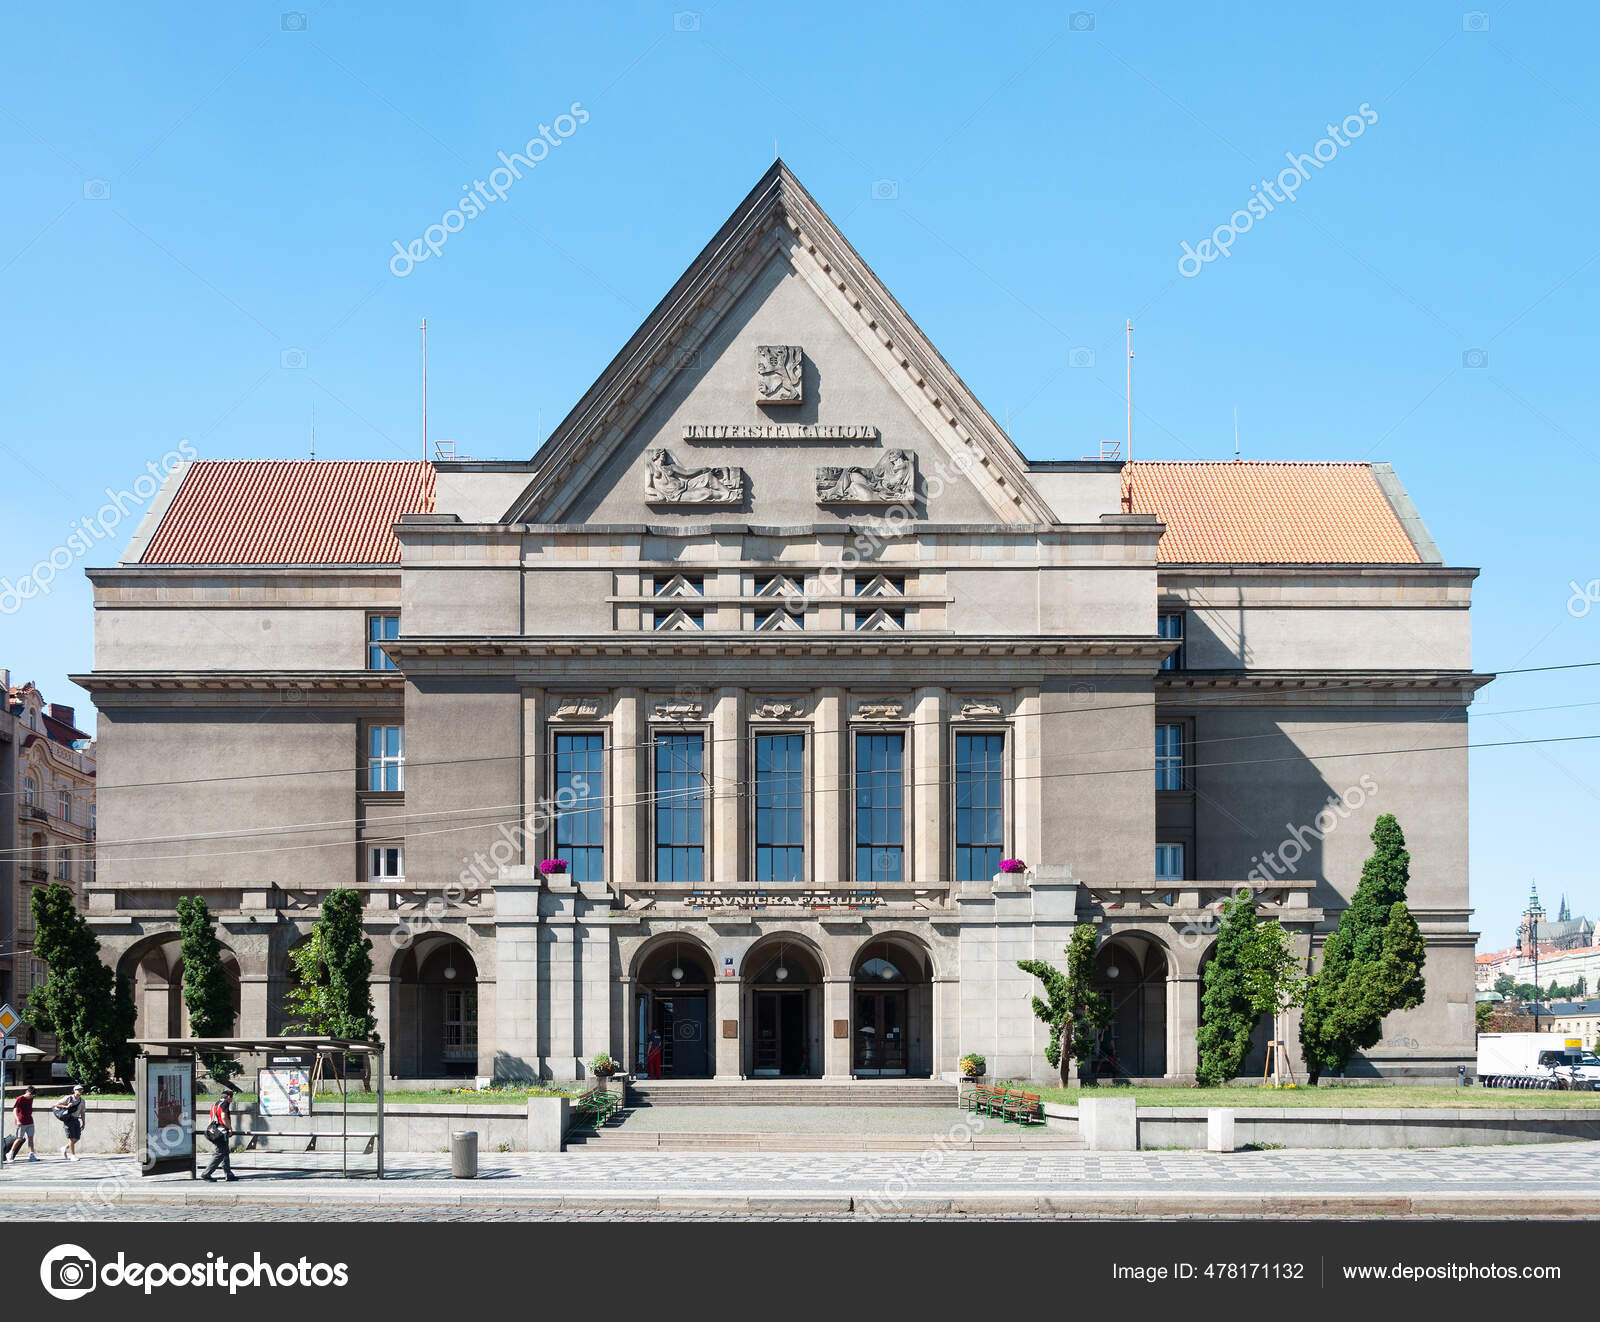 UNIVERSITA KARLOVA
PRÁVNICKÁ FAKULTA
depositphotos
Image ID: 478171132
www.depositphotos.com